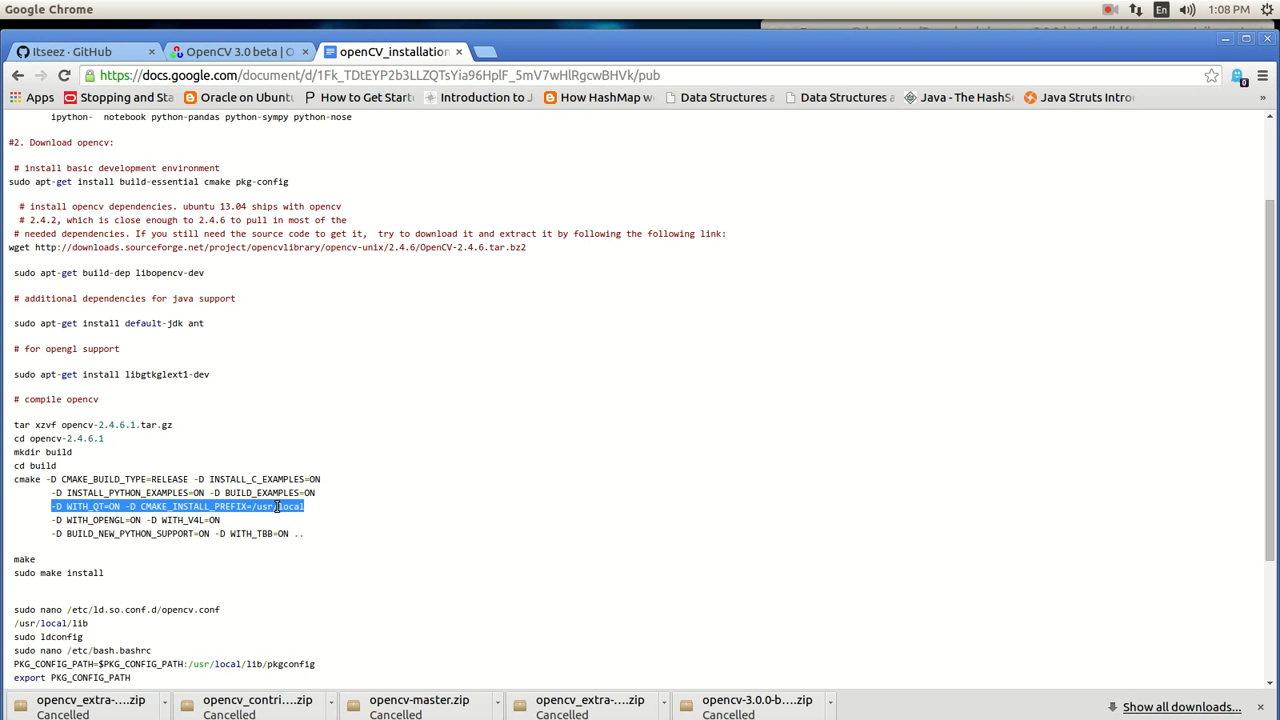 Google Chrome
En
1:08 PM
Itseez · GitHub
OpenCV 3.0 beta | O
openCV_installation
https://docs.google.com/document/d/1Fk_TDtEYP2b3LLZQTsYia96HplF_5mV7wHlRgcwBHVk/pub
Apps
Stopping and Sta
Oracle on Ubuntu
How to Get Starte
Introduction to J
How HashMap w
Data Structures a
Data Structures a
Java - The HashS
Java Struts Intro
»
ipython- notebook python-pandas python-sympy python-nose
#2. Download opencv:
# install basic development environment
sudo apt-get install build-essential cmake pkg-config
# install opencv dependencies. ubuntu 13.04 ships with opencv
# 2.4.2, which is close enough to 2.4.6 to pull in most of the
# needed dependencies. If you still need the source code to get it, try to download it and extract it by following the following link:
wget http://downloads.sourceforge.net/project/opencvlibrary/opencv-unix/2.4.6/OpenCV-2.4.6.tar.bz2
sudo apt-get build-dep libopencv-dev
# additional dependencies for java support
sudo apt-get install default-jdk ant
# for opengl support
sudo apt-get install libgtkglext1-dev
# compile opencv
tar xzvf opencv-2.4.6.1.tar.gz
cd opencv-2.4.6.1
mkdir build
cd build
cmake -D CMAKE_BUILD_TYPE=RELEASE -D INSTALL_C_EXAMPLES=ON
-D INSTALL_PYTHON_EXAMPLES=ON -D BUILD_EXAMPLES=ON
-D WITH_QT=ON -D CMAKE_INSTALL_PREFIX=/usr/local
-D WITH_OPENGL=ON -D WITH_V4L=ON
-D BUILD_NEW_PYTHON_SUPPORT=ON -D WITH_TBB=ON ..
make
sudo make install
sudo nano /etc/ld.so.conf.d/opencv.conf
/usr/local/lib
sudo ldconfig
sudo nano /etc/bash.bashrc
PKG_CONFIG_PATH=$PKG_CONFIG_PATH:/usr/local/lib/pkgconfig
export PKG_CONFIG_PATH
opencv_extra-....zip
Cancelled
opencv_contri....zip
Cancelled
opencv-master.zip
Cancelled
opencv_extra-....zip
Cancelled
opencv-3.0.0-b....zip
Cancelled
Show all downloads...